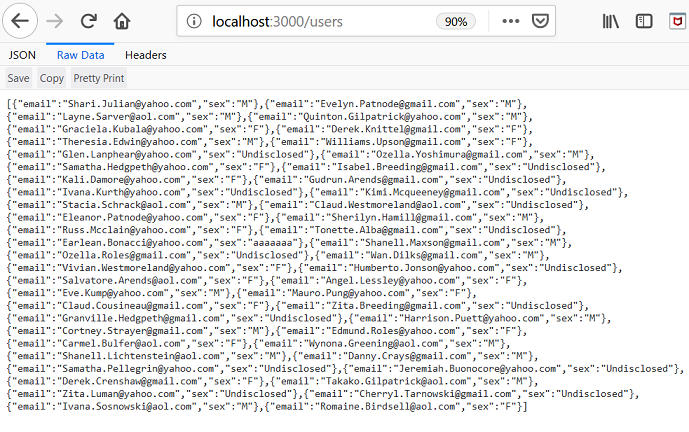 localhost:3000/users
90%
JSON Raw Data Headers
Save Copy Pretty Print
[{"email":"Shari.Julian@yahoo.com","sex":"M"},{"email":"Evelyn.Patnode@gmail.com","sex":"M"},
{"email":"Layne.Sarver@aol.com","sex":"M"},{"email":"Quinton.Gilpatrick@yahoo.com","sex":"M"},
{"email":"Graciela.Kubala@yahoo.com","sex":"F"},{"email":"Derek.Knittel@gmail.com","sex":"F"},
{"email":"Theresia.Edwin@yahoo.com","sex":"M"},{"email":"Williams.Upson@gmail.com","sex":"F"},
{"email":"Glen.Lanphear@yahoo.com","sex":"Undisclosed"},{"email":"Ozella.Yoshimura@gmail.com","sex":"M"},
{"email":"Samatha.Hedgpeth@yahoo.com","sex":"F"},{"email":"Isabel.Breeding@gmail.com","sex":"Undisclosed"},
{"email":"Kali.Damore@yahoo.com","sex":"F"},{"email":"Gudrun.Arends@gmail.com","sex":"Undisclosed"},
{"email":"Ivana.Kurth@yahoo.com","sex":"Undisclosed"},{"email":"Kimi.Mcqueeney@gmail.com","sex":"Undisclosed"},
{"email":"Stacia.Schrack@aol.com","sex":"M"},{"email":"Claud.Westmoreland@aol.com","sex":"Undisclosed"},
{"email":"Eleanor.Patnode@yahoo.com","sex":"F"},{"email":"Sherilyn.Hamill@gmail.com","sex":"M"},
{"email":"Russ.Mcclain@yahoo.com","sex":"F"},{"email":"Tonette.Alba@gmail.com","sex":"Undisclosed"},
{"email":"Earlean.Bonacci@yahoo.com","sex":"aaaaaaa"},{"email":"Shanell.Maxson@gmail.com","sex":"Undisclosed"},
{"email":"Ozella.Roles@gmail.com","sex":"Undisclosed"},{"email":"Wan.Dilks@gmail.com","sex":"M"},
{"email":"Vivian.Westmoreland@yahoo.com","sex":"F"},{"email":"Humberto.Jonson@yahoo.com","sex":"Undisclosed"},
{"email":"Salvatore.Arends@aol.com","sex":"F"},{"email":"Angel.Lessley@yahoo.com","sex":"F"},
{"email":"Eve.Kump@yahoo.com","sex":"M"},{"email":"Mauro.Pung@yahoo.com","sex":"F"},
{"email":"Claud.Cousineau@gmail.com","sex":"F"},{"email":"Zita.Breeding@gmail.com","sex":"Undisclosed"},
{"email":"Granville.Hedgpeth@gmail.com","sex":"Undisclosed"},{"email":"Harrison.Puett@yahoo.com","sex":"M"},
{"email":"Cortney.Strayer@gmail.com","sex":"M"},{"email":"Edmund.Roles@yahoo.com","sex":"F"},
{"email":"Carmel.Bulfer@aol.com","sex":"F"},{"email":"Wynona.Greening@aol.com","sex":"M"},
{"email":"Shanell.Lichtenstein@aol.com","sex":"M"},{"email":"Danny.Crays@gmail.com","sex":"M"},
{"email":"Samatha.Pellegrin@yahoo.com","sex":"Undisclosed"},{"email":"Jeremiah.Buonocore@yahoo.com","sex":"Undisclosed"},
{"email":"Derek.Crenshaw@gmail.com","sex":"F"},{"email":"Takako.Gilpatrick@aol.com","sex":"M"},
{"email":"Zita.Luman@yahoo.com","sex":"Undisclosed"},{"email":"Cherryl.Tarnowski@gmail.com","sex":"Undisclosed"},
{"email":"Ivana.Sosnowski@aol.com","sex":"M"},{"email":"Romaine.Birdsell@aol.com","sex":"F"}]